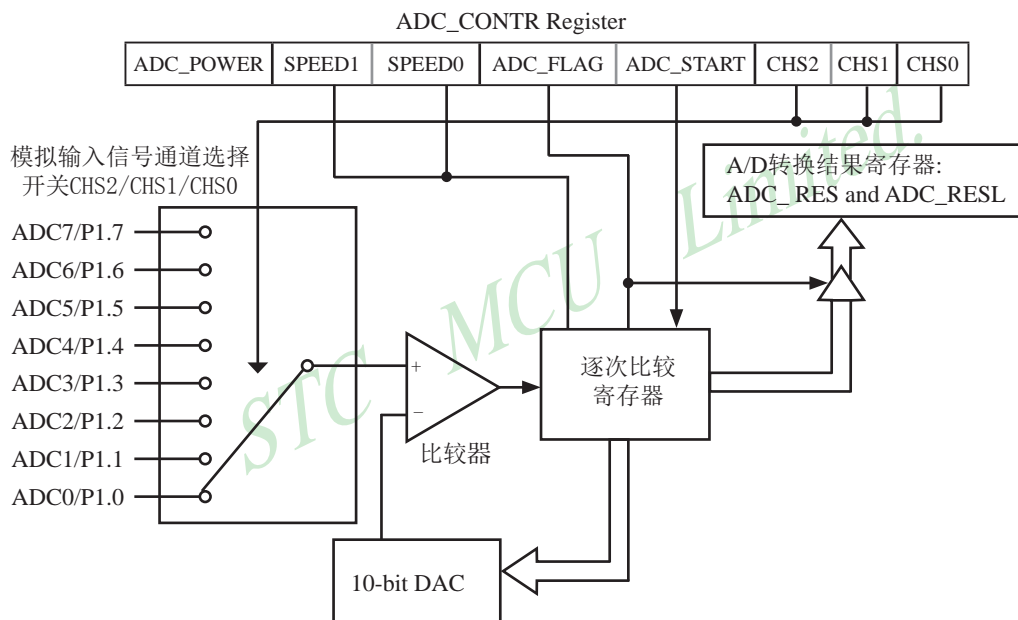 ADC_CONTR Register
ADC_POWER SPEED1 SPEED0 ADC_FLAG ADC_START CHS2 CHS1 CHS0
模拟输入信号通道选择
开关CHS2/CHS1/CHS0
A/D转换结果寄存器:
ADC_ RES and ADC_RESL
ADC7/P1.7
ADC6/P1.6
ADC5/P1.5
ADC4/P1.4
ADC3/P1.3
ADC2/P1.2
ADC1/P1.1
ADC0/P1.0
+
−
比较器
逐次比较
寄存器
10-bit DAC
STC MCU Limited.